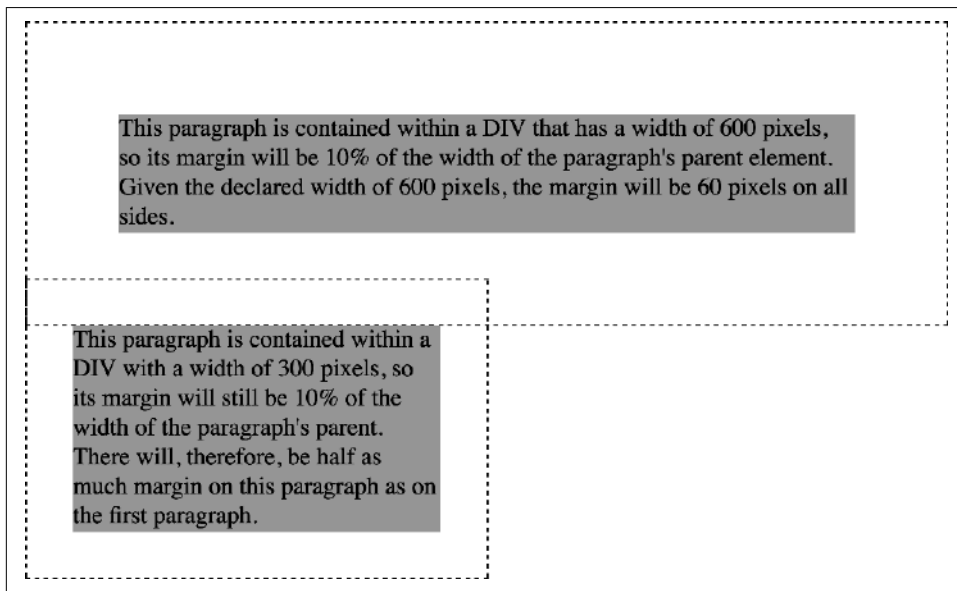 This paragraph is contained within a DIV that has a width of 600 pixels,
so its margin will be 10% of the width of the paragraph's parent element.
Given the declared width of 600 pixels, the margin will be 60 pixels on all
sides.
This paragraph is contained within a
DIV with a width of 300 pixels, so
its margin will still be 10% of the
width of the paragraph's parent.
There will, therefore, be half as
much margin on this paragraph as on
the first paragraph.